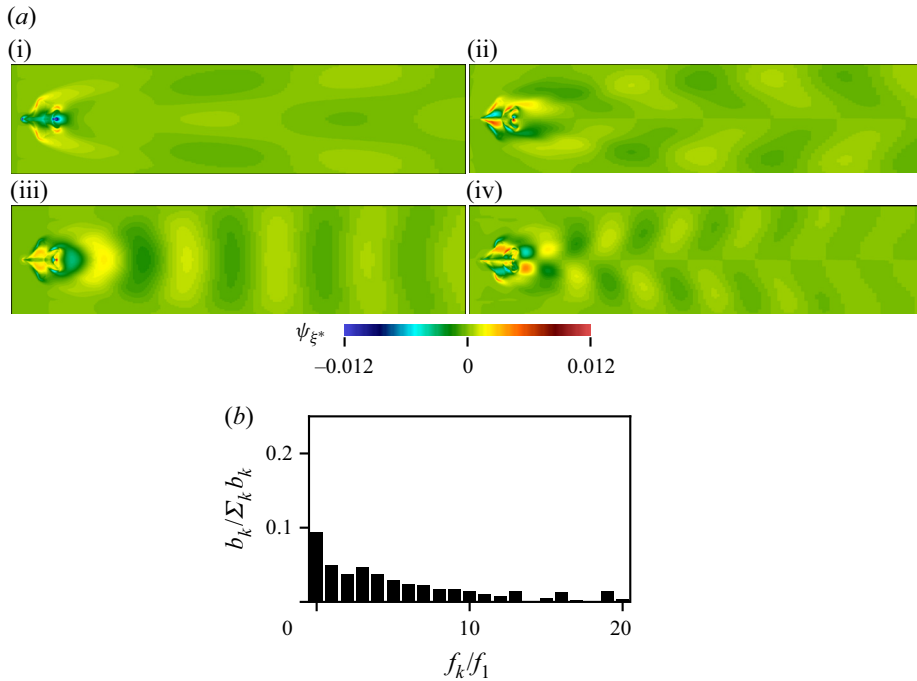 (a)
(i) (ii)
(iii) (iv)
ψξ*
−0.012 0 0.012
(b)
0.2
0.1
b_k/Σ_k b_k
0 10 20
f_k/f_1